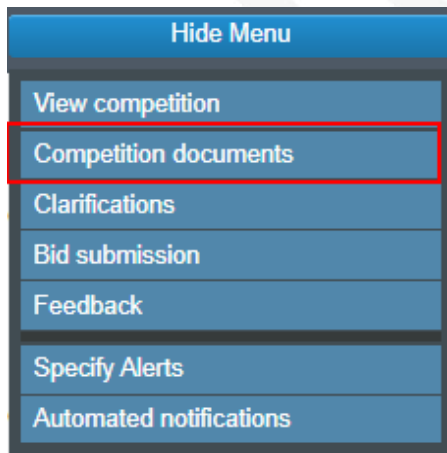 Hide Menu
View competition
Competition documents
Clarifications
Bid submission
Feedback
Specify Alerts
Automated notifications